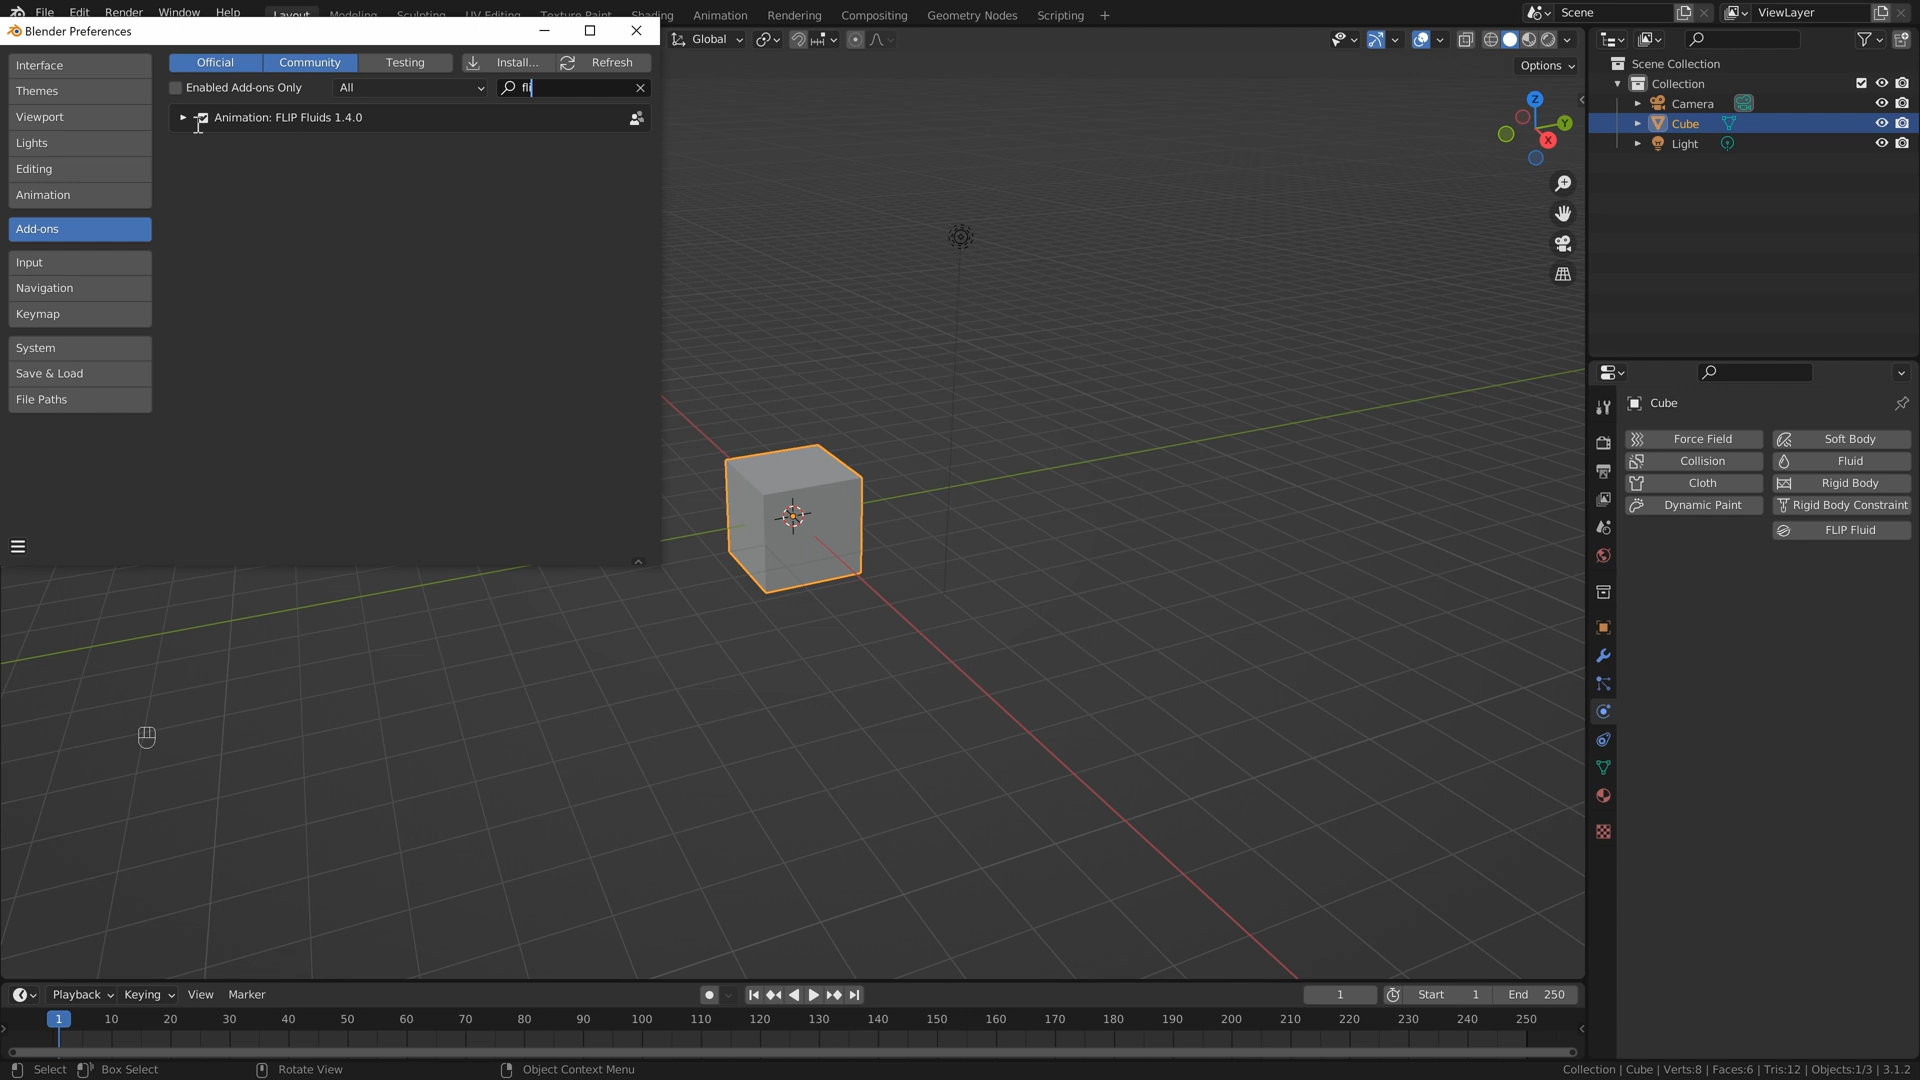 File Edit Render Window Help Layout Modeling Sculpting UV Editing Texture Paint Shading Animation Rendering Compositing Geometry Nodes Scripting + Scene ViewLayer
Blender Preferences
Global
Options
Interface
Themes
Viewport
Lights
Editing
Animation
Add-ons
Input
Navigation
Keymap
System
Save & Load
File Paths
Official Community Testing Install... Refresh
Enabled Add-ons Only All fli
Animation: FLIP Fluids 1.4.0
Z
Y
X
Scene Collection
Collection
Camera
Cube
Light
Cube
Force Field Soft Body
Collision Fluid
Cloth Rigid Body
Dynamic Paint Rigid Body Constraint
FLIP Fluid
Playback Keying View Marker 1 Start 1 End 250
1 10 20 30 40 50 60 70 80 90 100 110 120 130 140 150 160 170 180 190 200 210 220 230 240 250
Select Box Select Rotate View Object Context Menu Collection | Cube | Verts:8 | Faces:6 | Tris:12 | Objects:1/3 | 3.1.2